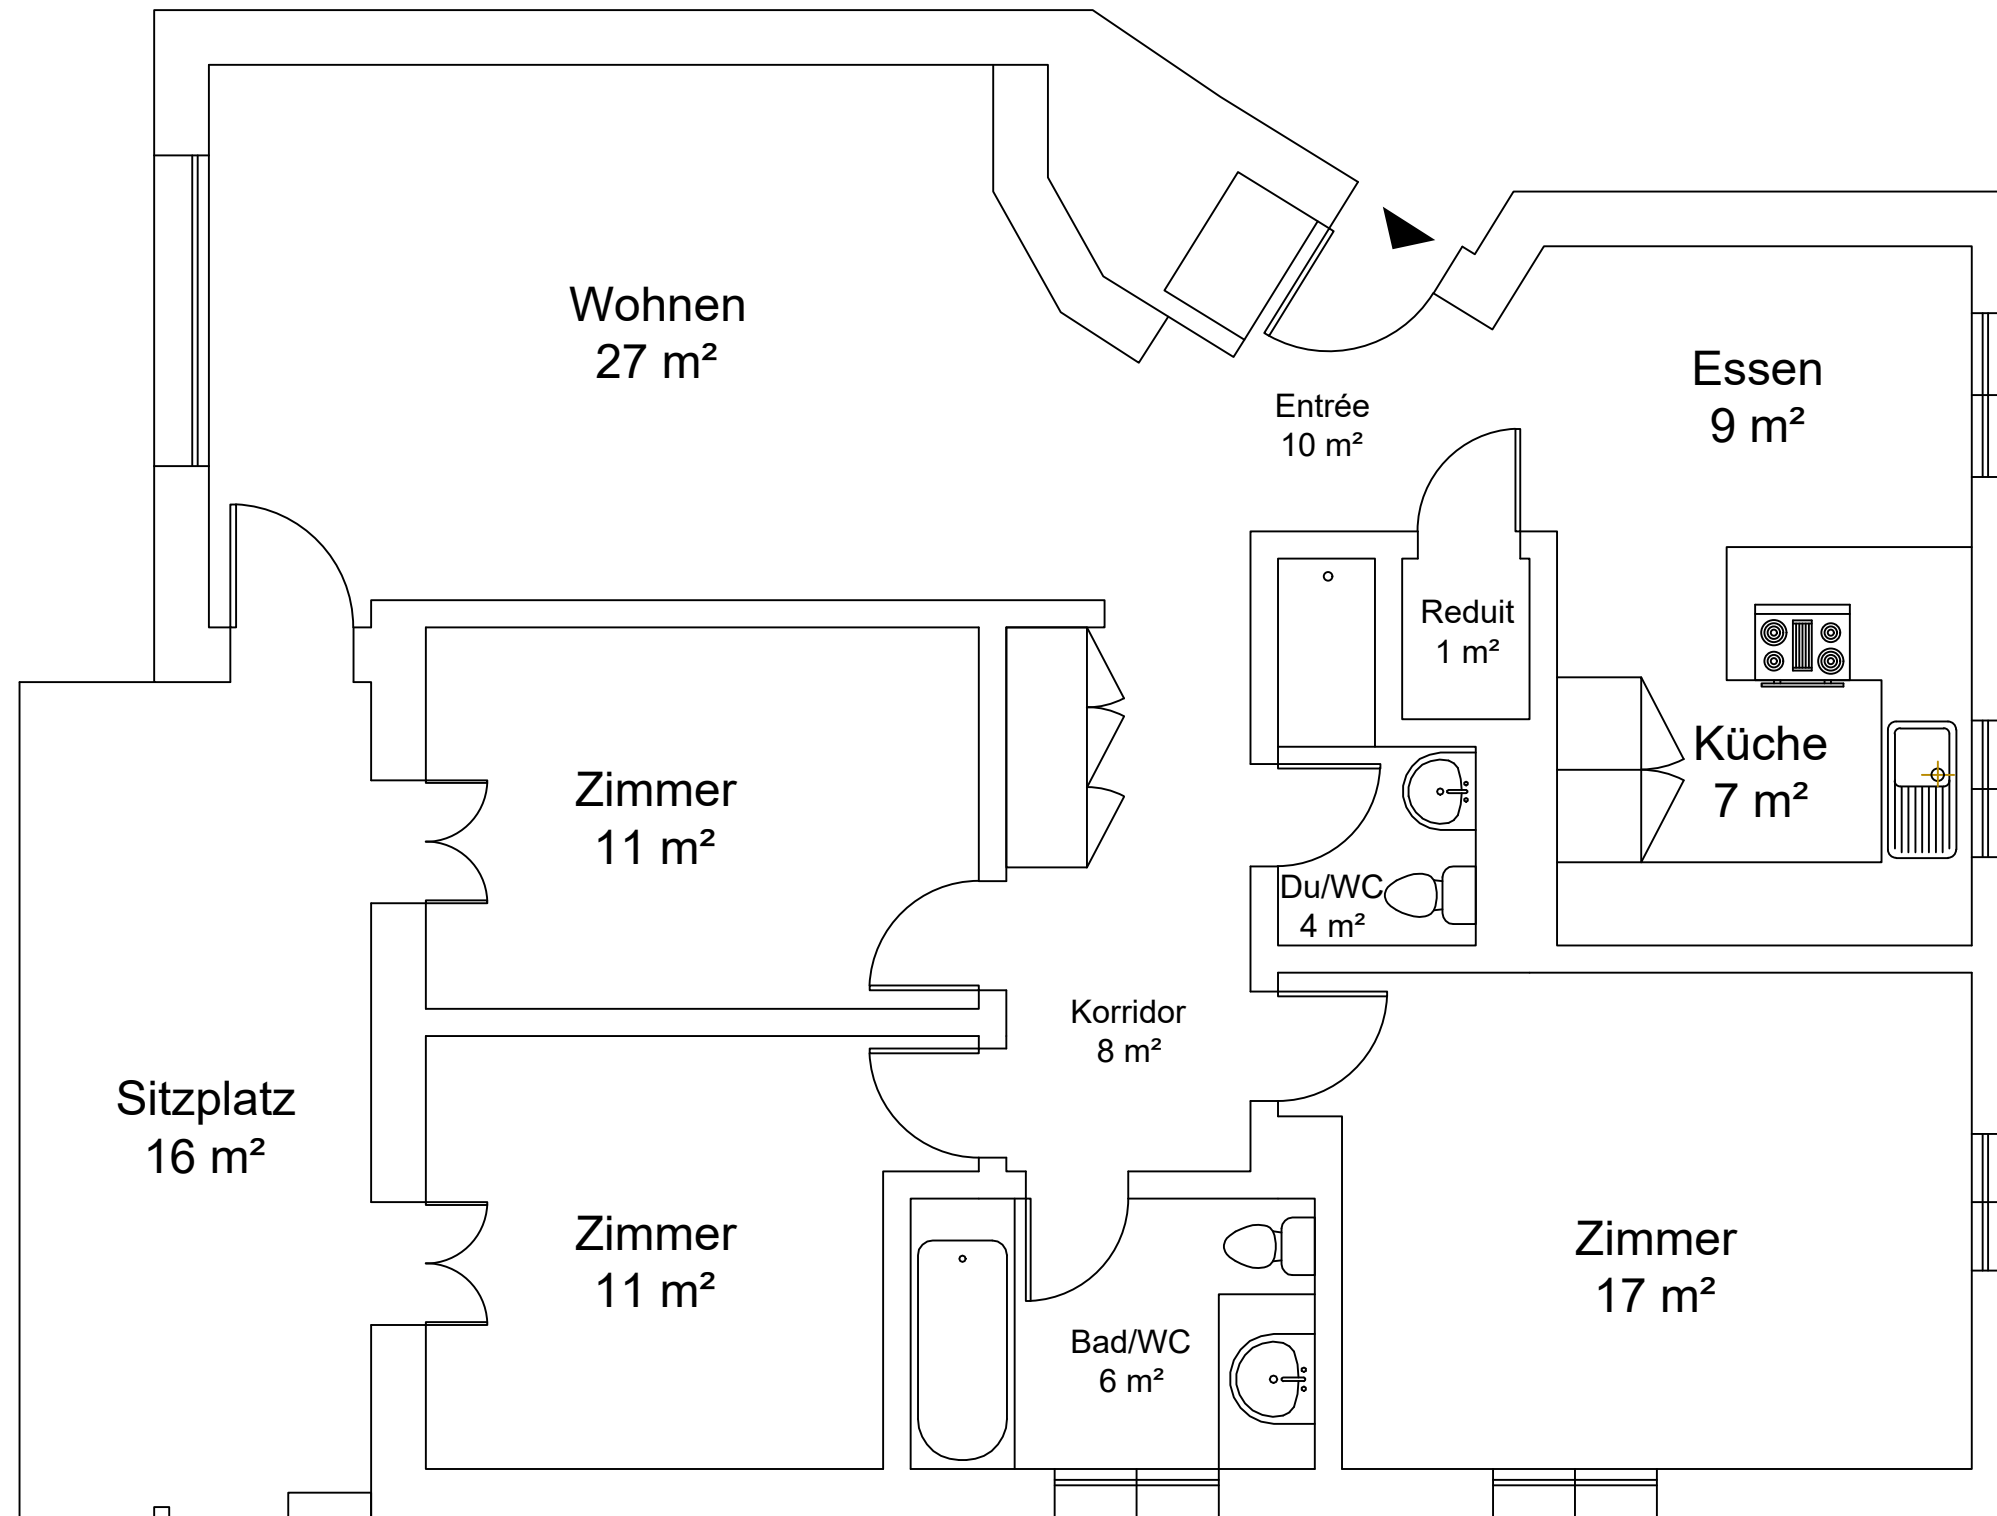 Wohnen
27 m²
Essen
9 m²
Entrée
10 m²
Reduit
1 m²
Küche
7 m²
Zimmer
11 m²
Du/WC
4 m²
Korridor
8 m²
Sitzplatz
16 m²
Zimmer
11 m²
Bad/WC
6 m²
Zimmer
17 m²